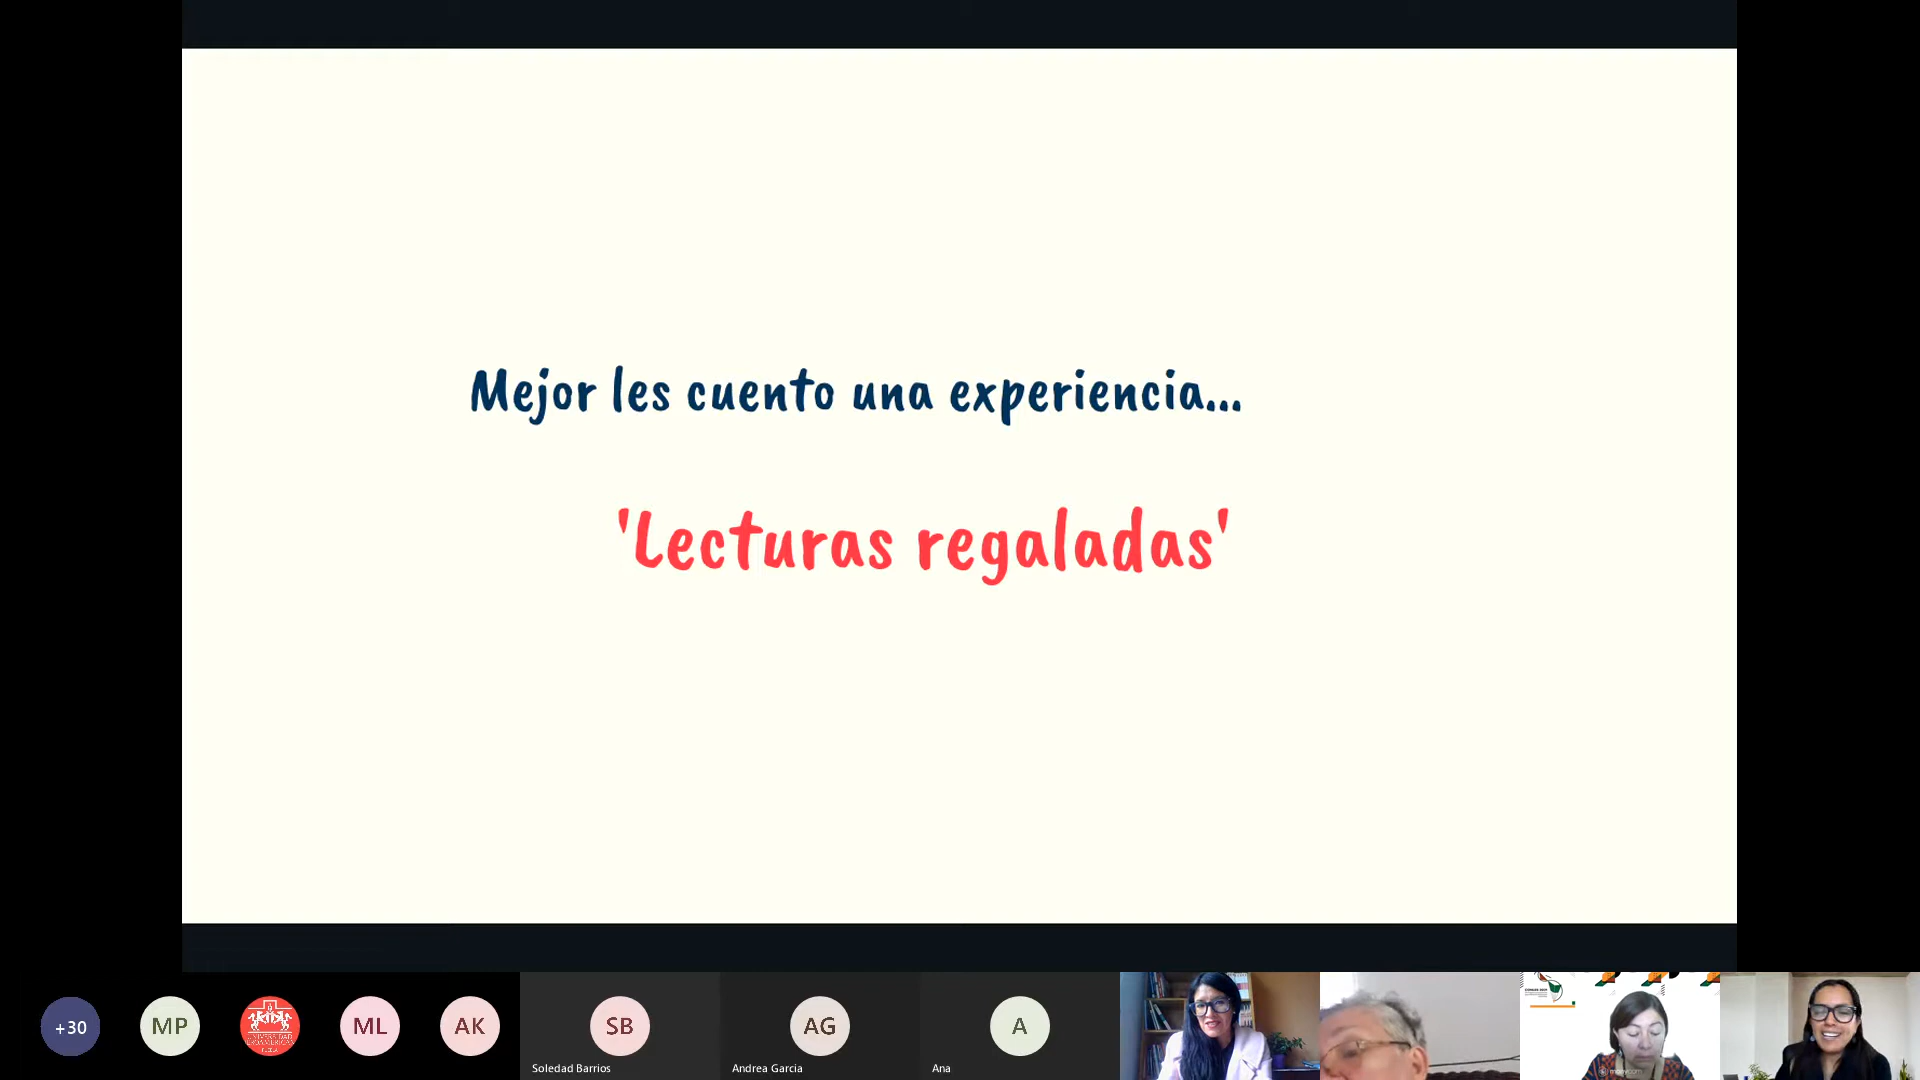 Mejor les cuento una experiencia...
'Lecturas regaladas'
+30
MP
ML
AK
SB
Soledad Barrios
AG
Andrea Garcia
A
Ana